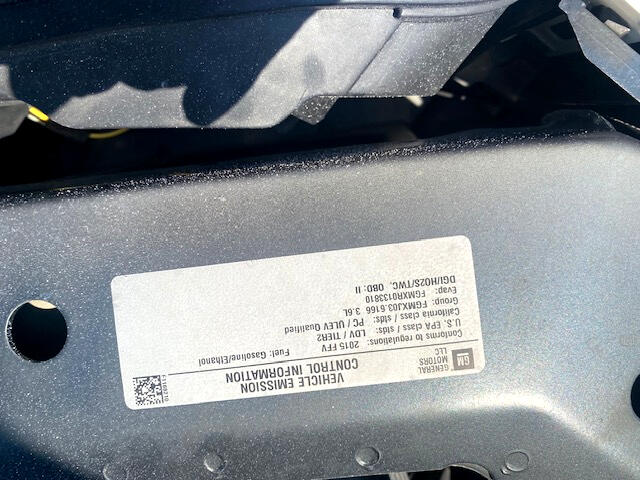 GM
GENERAL
MOTORS
LLC
VEHICLE EMISSION
CONTROL INFORMATION
Conforms to regulations: 2015 FFV Fuel: Gasoline/Ethanol
U.S. EPA class / stds: LDV / TIER2
California class / stds: PC / ULEV Qualified
Group: FGMXJ03.6166 3.6L
Evap: FGMXR0133810
DGI/HO2S/TWC, OBD: II